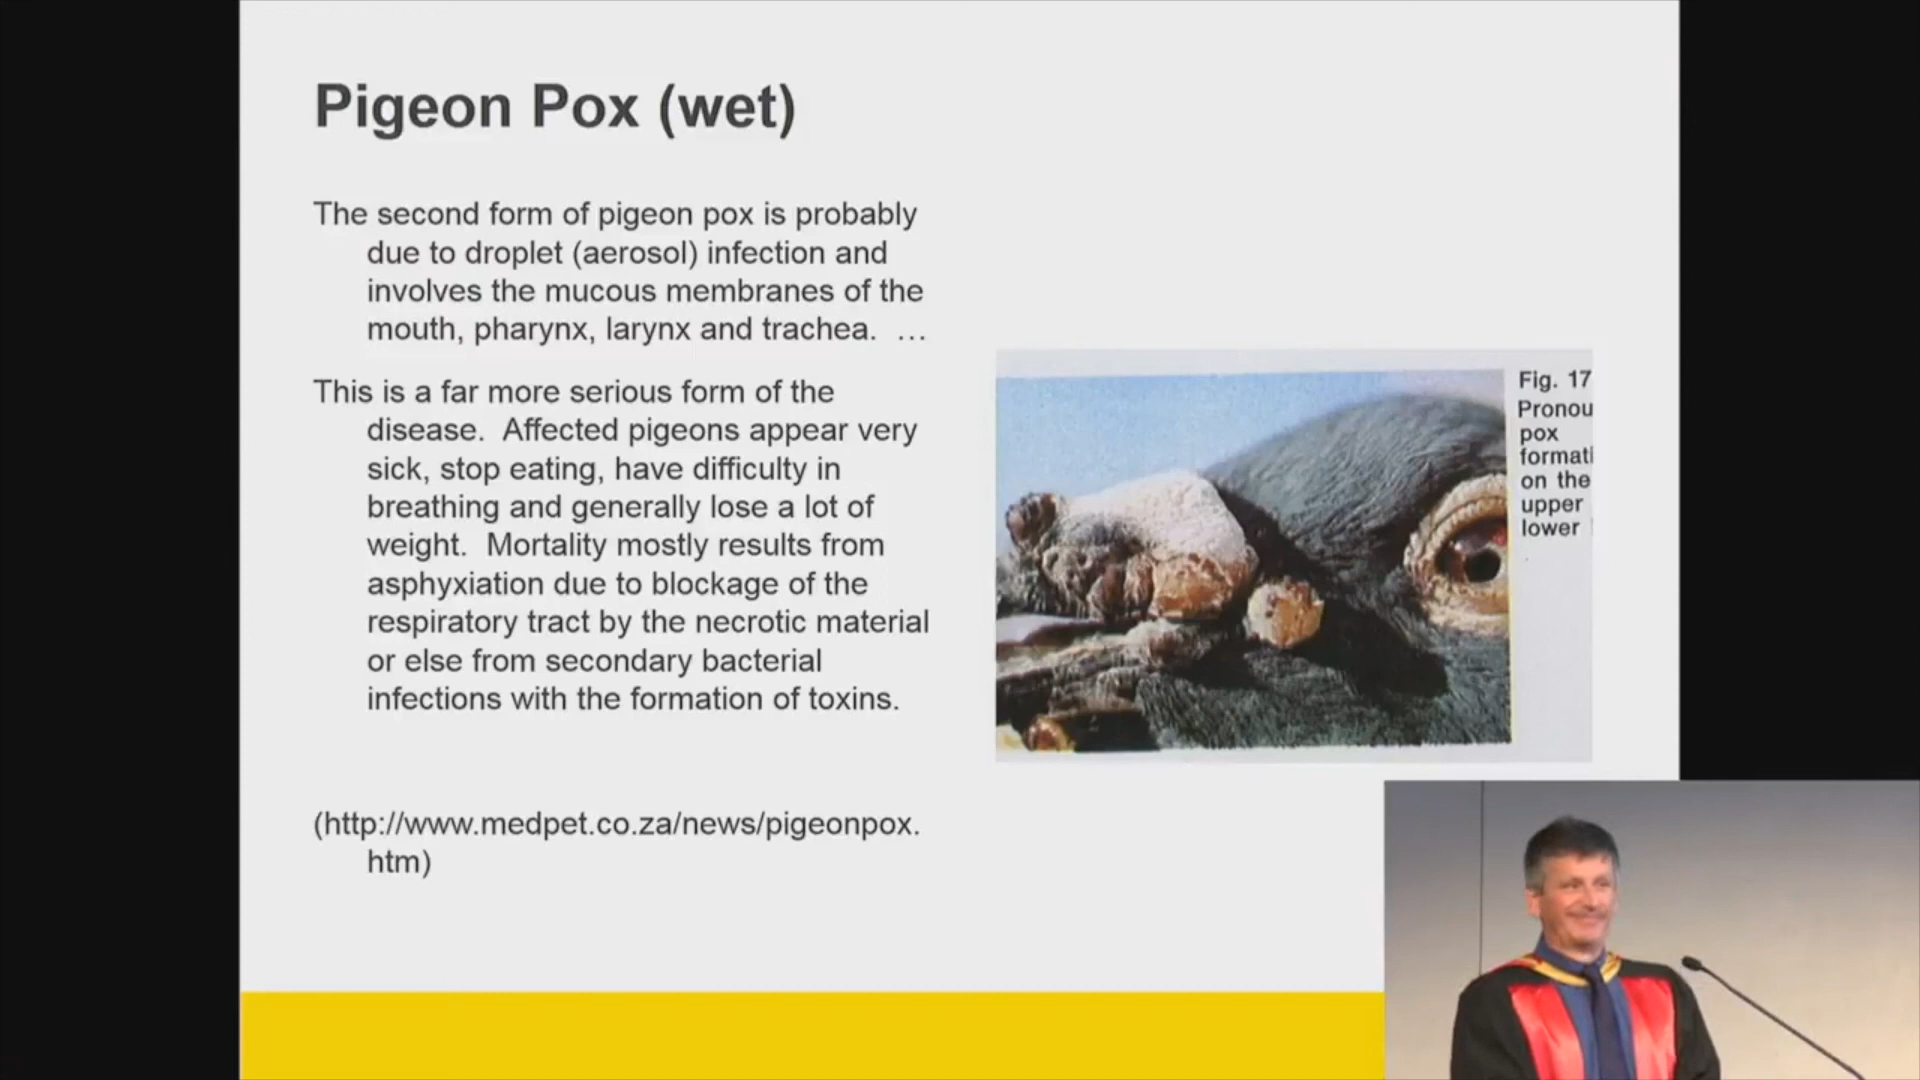 Pigeon Pox (wet)
The second form of pigeon pox is probably
due to droplet (aerosol) infection and
involves the mucous membranes of the
mouth, pharynx, larynx and trachea. …
This is a far more serious form of the
disease. Affected pigeons appear very
sick, stop eating, have difficulty in
breathing and generally lose a lot of
weight. Mortality mostly results from
asphyxiation due to blockage of the
respiratory tract by the necrotic material
or else from secondary bacterial
infections with the formation of toxins.
(http://www.medpet.co.za/news/pigeonpox.
htm)
Fig. 17
Pronou
pox
formati
on the
upper
lower